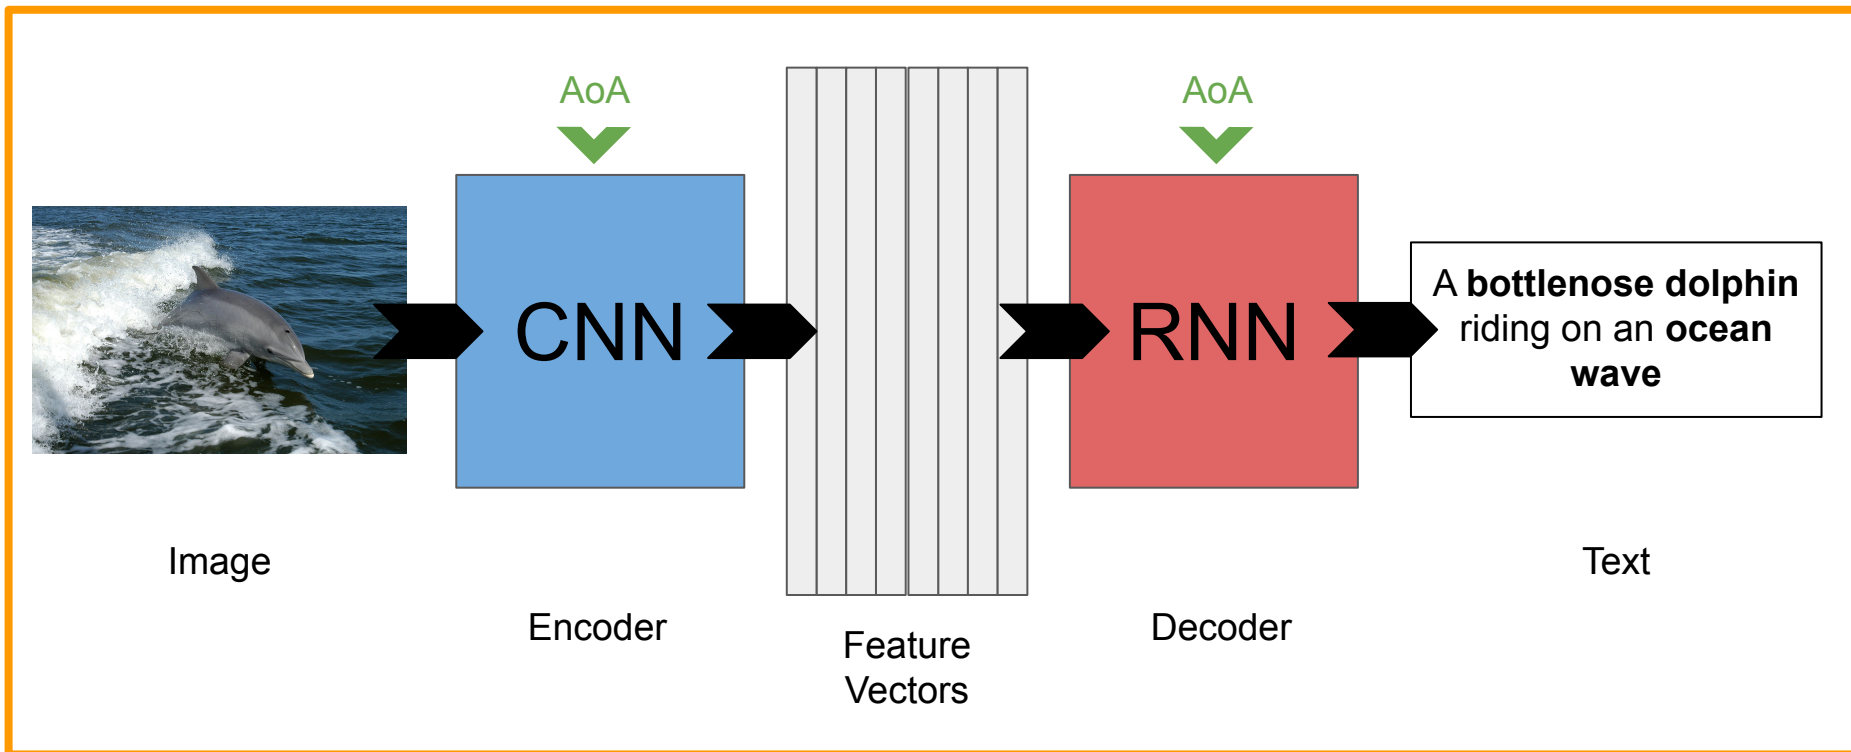 AoA
AoA
CNN
RNN
A bottlenose dolphin
riding on an ocean
wave
Image
Encoder
Feature
Vectors
Decoder
Text